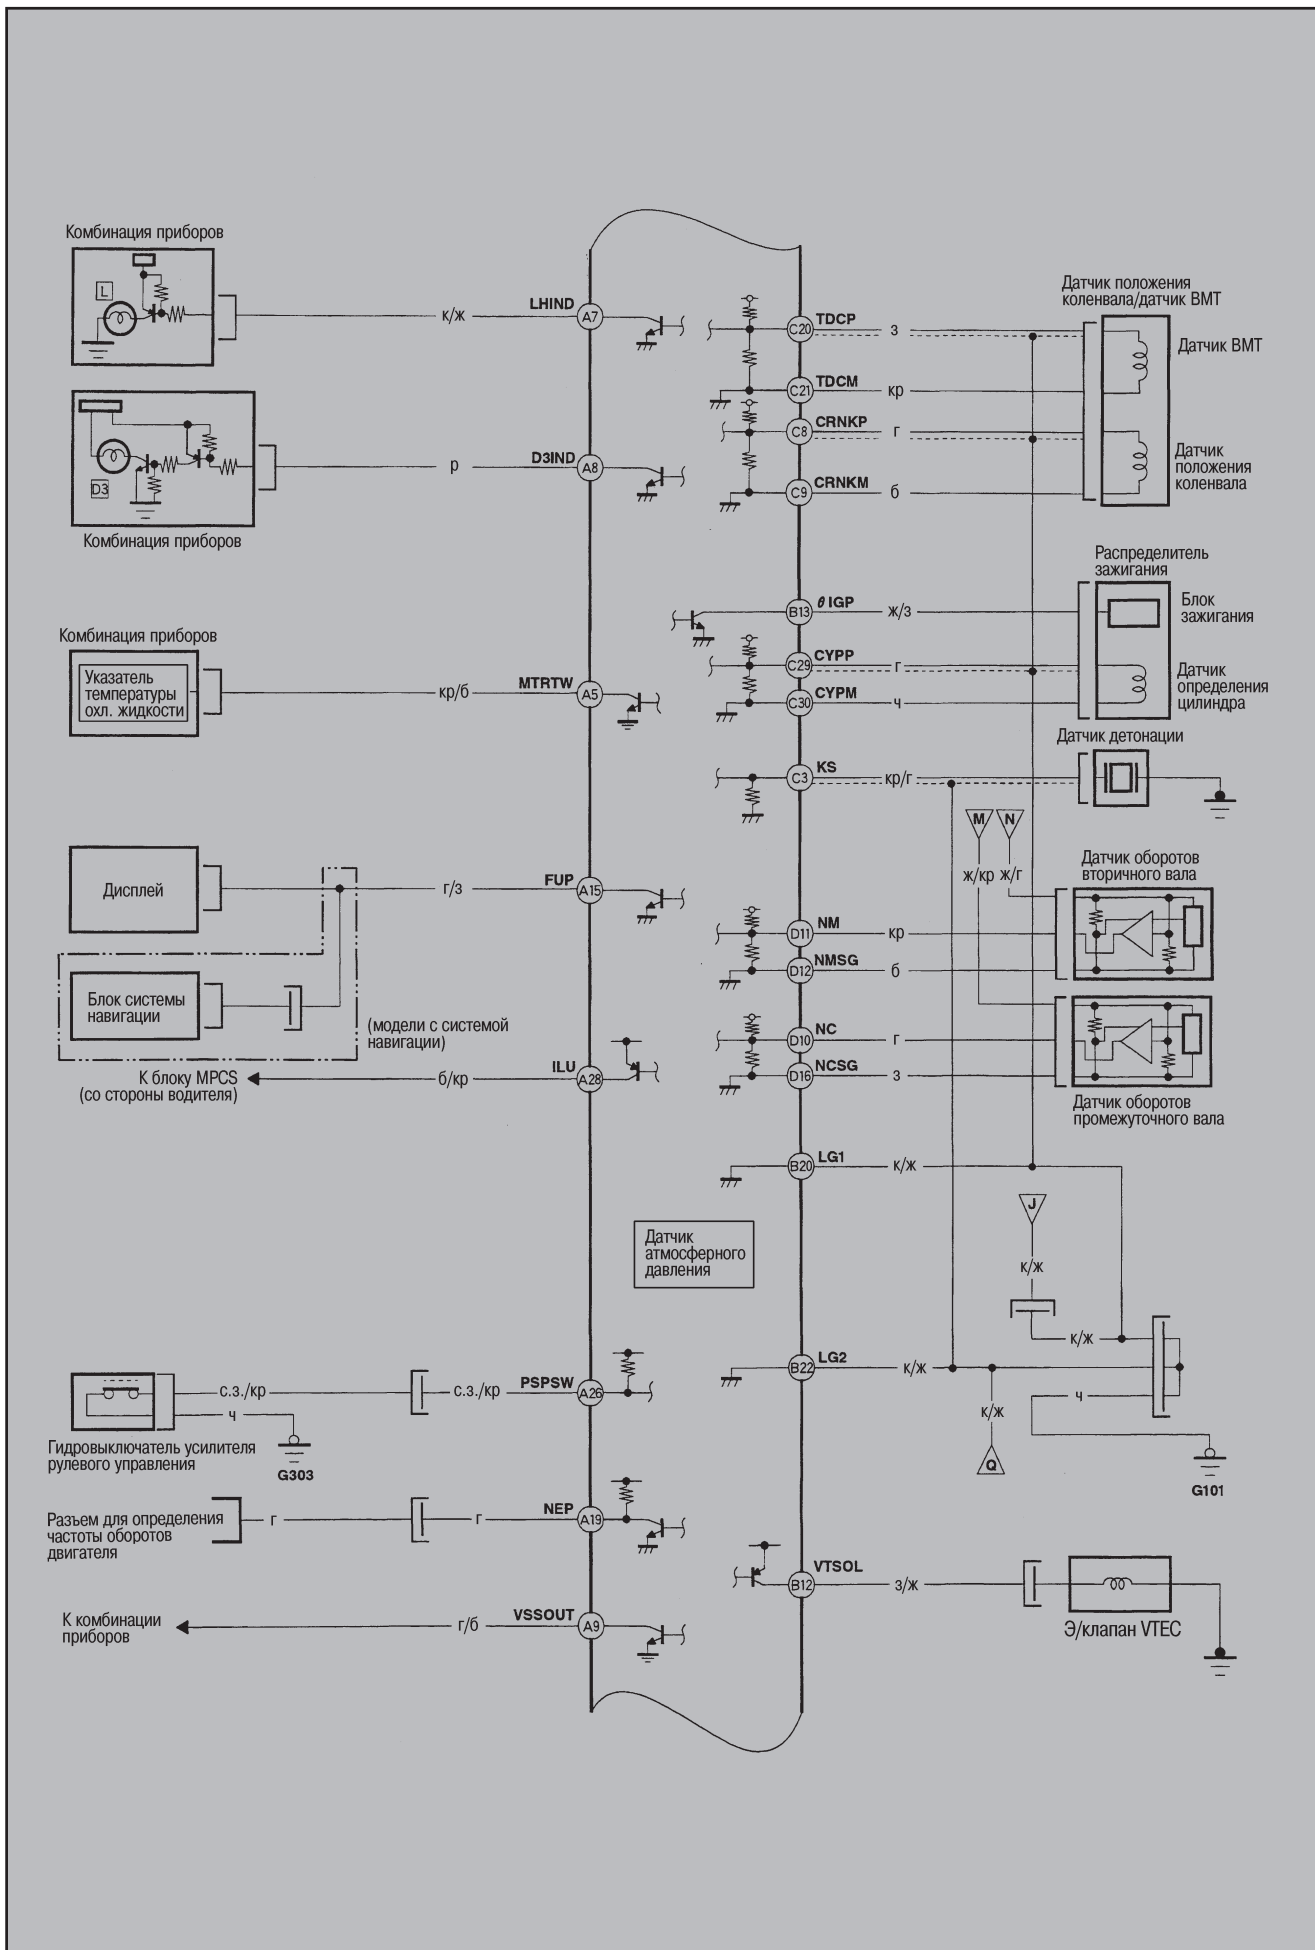 Комбинация приборов
L
к/ж
LHIND
A7
D3
р
D3IND
A8
Комбинация приборов
Комбинация приборов
Указатель
температуры
охл. жидкости
кр/б
MTRTW
A5
Дисплей
г/з
FUP
A15
Блок системы
навигации
(модели с системой
навигации)
К блоку MPCS
(со стороны водителя)
б/кр
ILU
A28
с.з./кр
с.з./кр
PSPSW
A26
ч
Гидровыключатель усилителя
рулевого управления
G303
Разъем для определения
частоты оборотов
двигателя
г
г
NEP
A19
К комбинации
приборов
г/б
VSSOUT
A9
Датчик
атмосферного
давления
Датчик положения
коленвала/датчик ВМТ
C20
TDCP
з
Датчик ВМТ
C21
TDCM
кр
C8
CRNKP
г
Датчик
положения
коленвала
C9
CRNKM
б
Распределитель
зажигания
B13
θ IGP
ж/з
Блок
зажигания
C29
CYPP
г
Датчик
определения
цилиндра
C30
CYPM
ч
Датчик детонации
C3
KS
кр/г
M
N
ж/кр
ж/г
Датчик оборотов
вторичного вала
D11
NM
кр
D12
NMSG
б
D10
NC
г
D16
NCSG
з
Датчик оборотов
промежуточного вала
B20
LG1
к/ж
J
к/ж
к/ж
B22
LG2
к/ж
ч
к/ж
Q
G101
B12
VTSOL
з/ж
Э/клапан VTEC